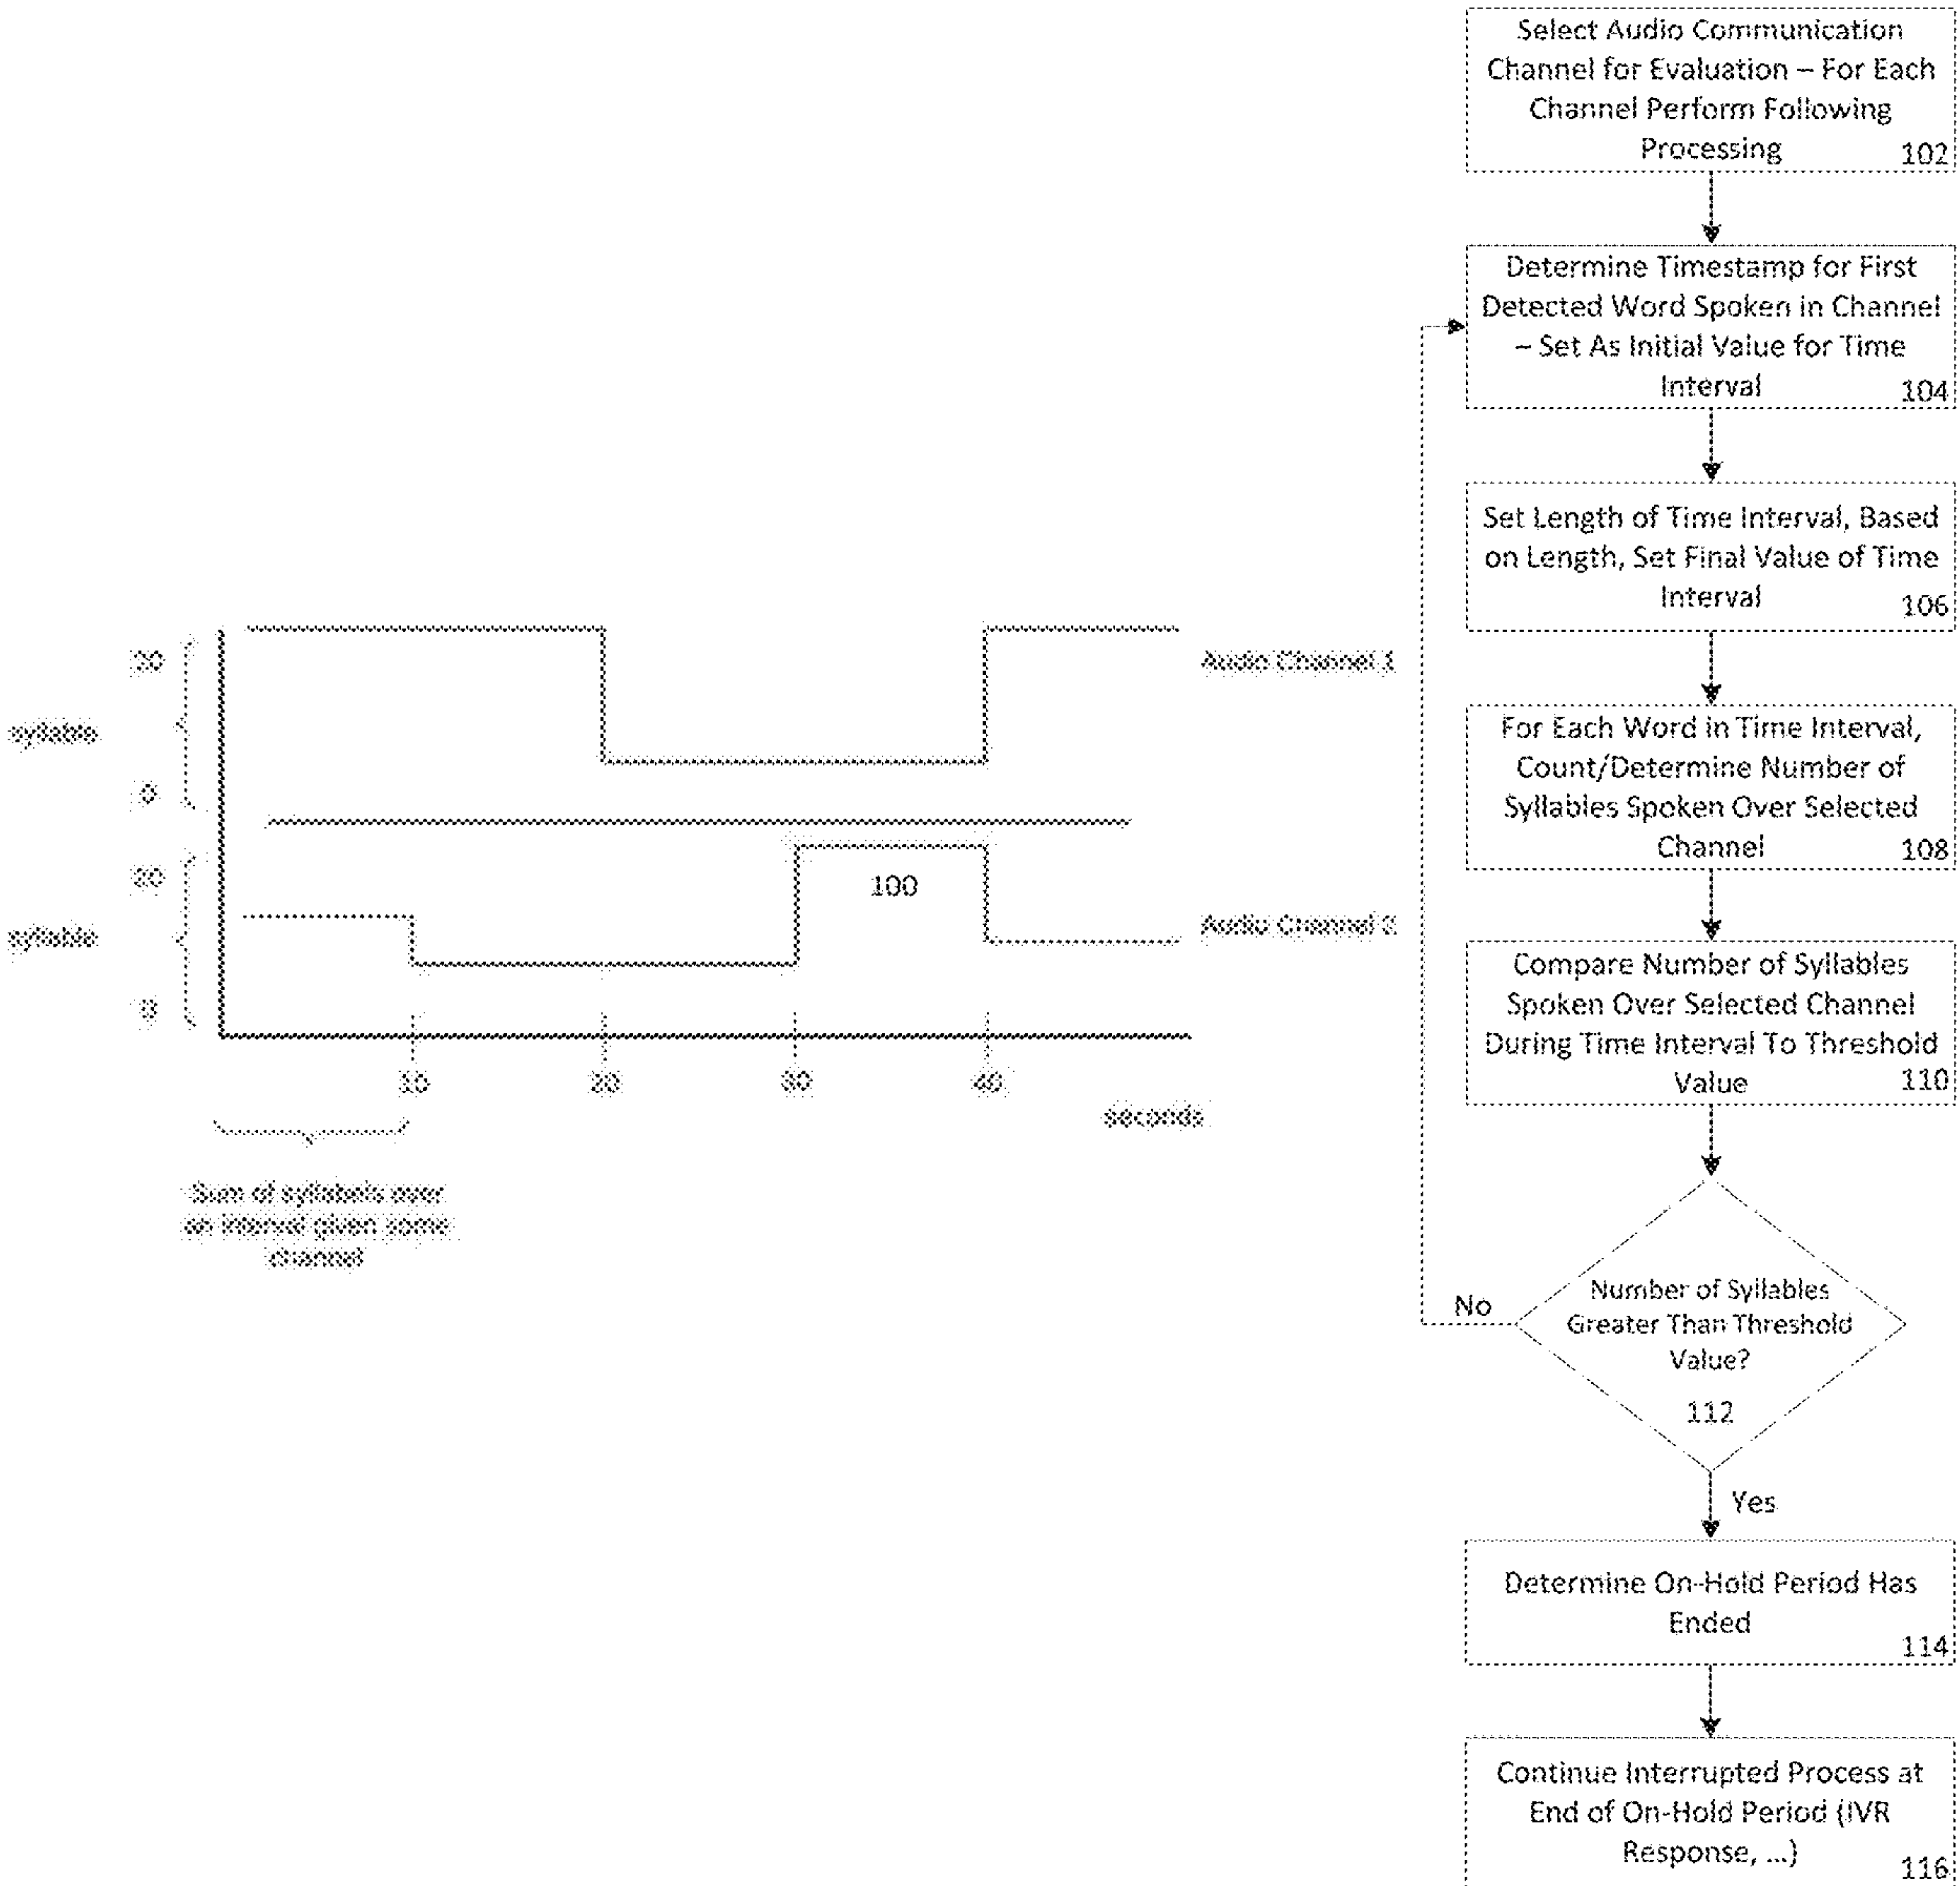 Select Audio Communication
Channel for Evaluation – For Each
Channel Perform Following
Processing
102
Determine Timestamp for First
Detected Word Spoken in Channel
– Set As Initial Value for Time
Interval
104
Set Length of Time Interval, Based
on Length, Set Final Value of Time
Interval
106
For Each Word in Time Interval,
Count/Determine Number of
Syllables Spoken Over Selected
Channel
108
Compare Number of Syllables
Spoken Over Selected Channel
During Time Interval To Threshold
Value
110
Number of Syllables
Greater Than Threshold
Value?
112
No
Yes
Determine On-Hold Period Has
Ended
114
Continue Interrupted Process at
End of On-Hold Period (IVR
Response, ...)
116
syllable
0
Audio Channel 1
syllable
0
100
Audio Channel
10
20
30
40
seconds
Sum of syllabels over
an interval given some
channel